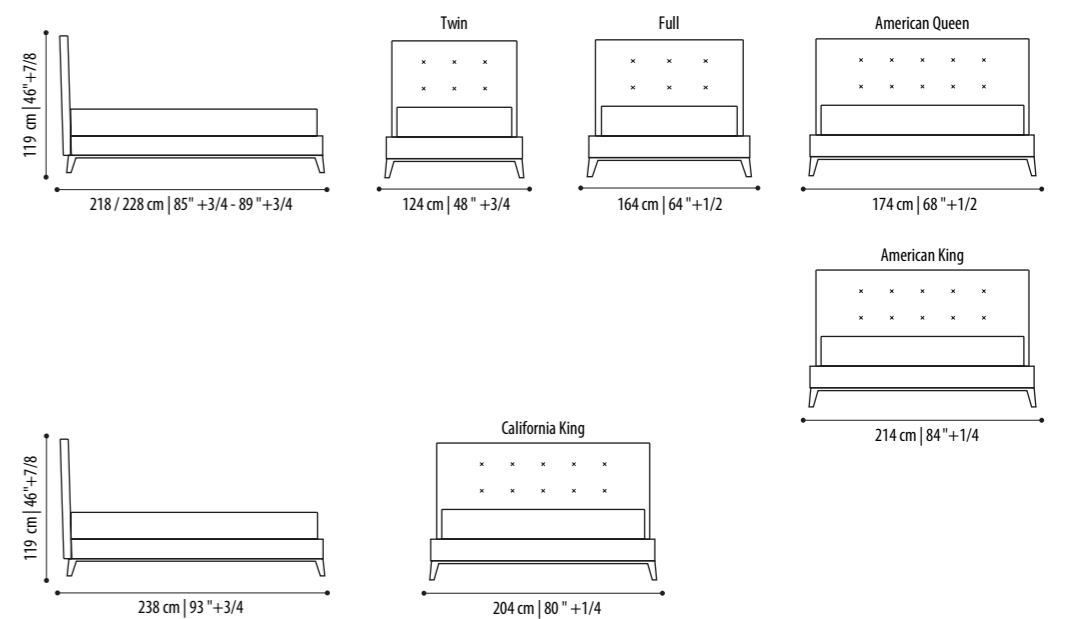 Twin
Full
American Queen
119 cm | 46"+7/8
218 / 228 cm | 85" +3/4 - 89 "+3/4
124 cm | 48 " +3/4
164 cm | 64 "+1/2
174 cm | 68 "+1/2
American King
214 cm | 84 "+1/4
California King
119 cm | 46"+7/8
238 cm | 93 "+3/4
204 cm | 80 " +1/4